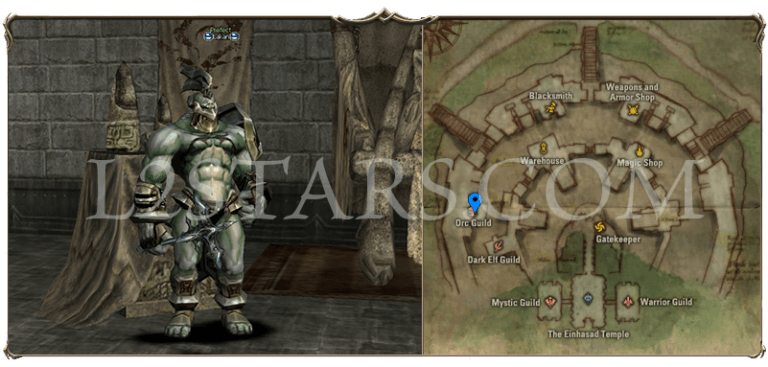 Prefect
L2STARS.COM
Blacksmith
Weapons and
Armor Shop
Warehouse
Magic Shop
Orc Guild
Gatekeeper
Dark Elf Guild
Mystic Guild
Warrior Guild
The Einhasad Temple